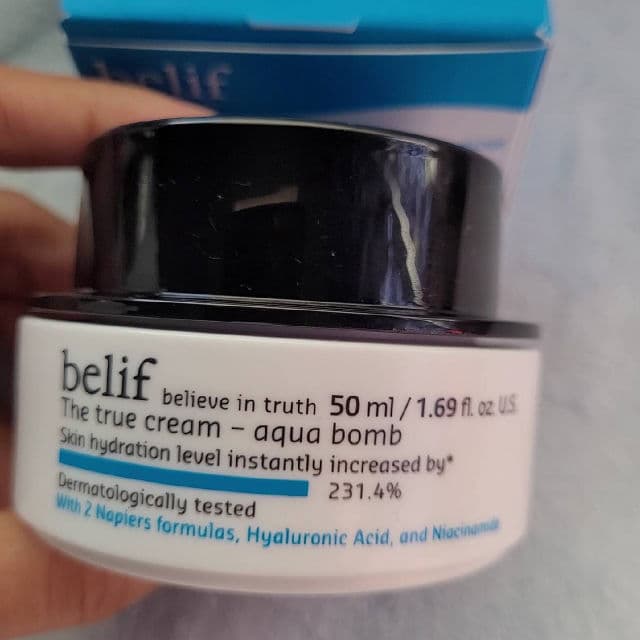 belif
belif believe in truth 50 ml / 1.69 fl. oz. U.S.
The true cream – aqua bomb
Skin hydration level instantly increased by*
231.4%
Dermatologically tested
With 2 Napiers formulas, Hyaluronic Acid, and Niacinamide